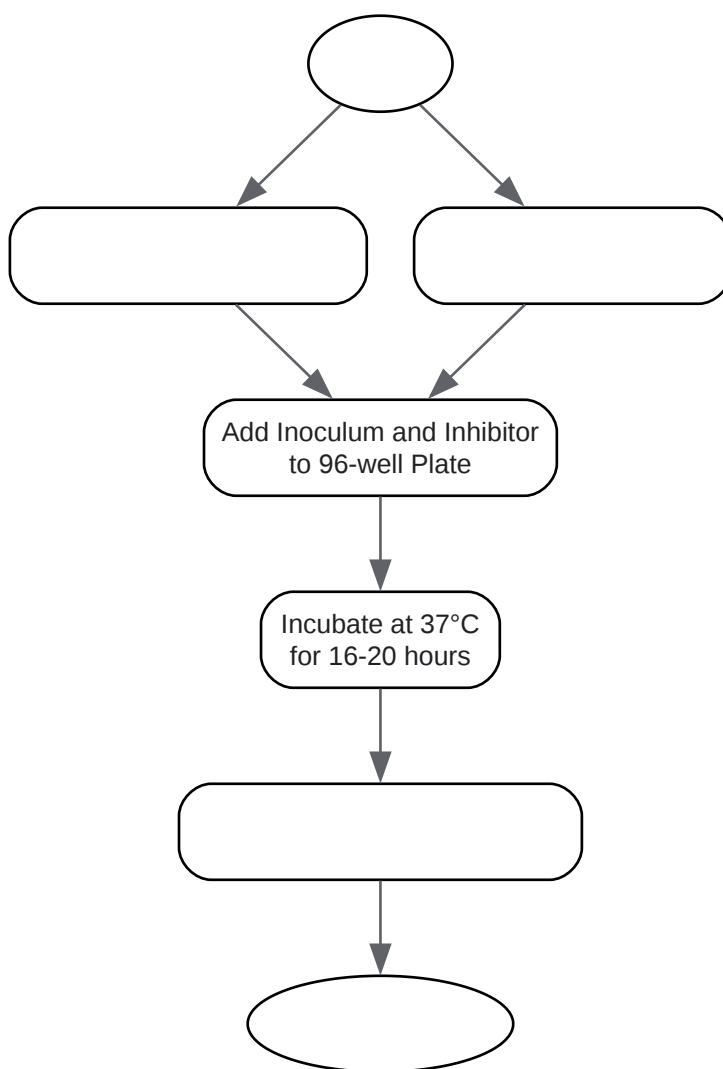 Add Inoculum and Inhibitor
to 96-well Plate
Incubate at 37°C
for 16-20 hours